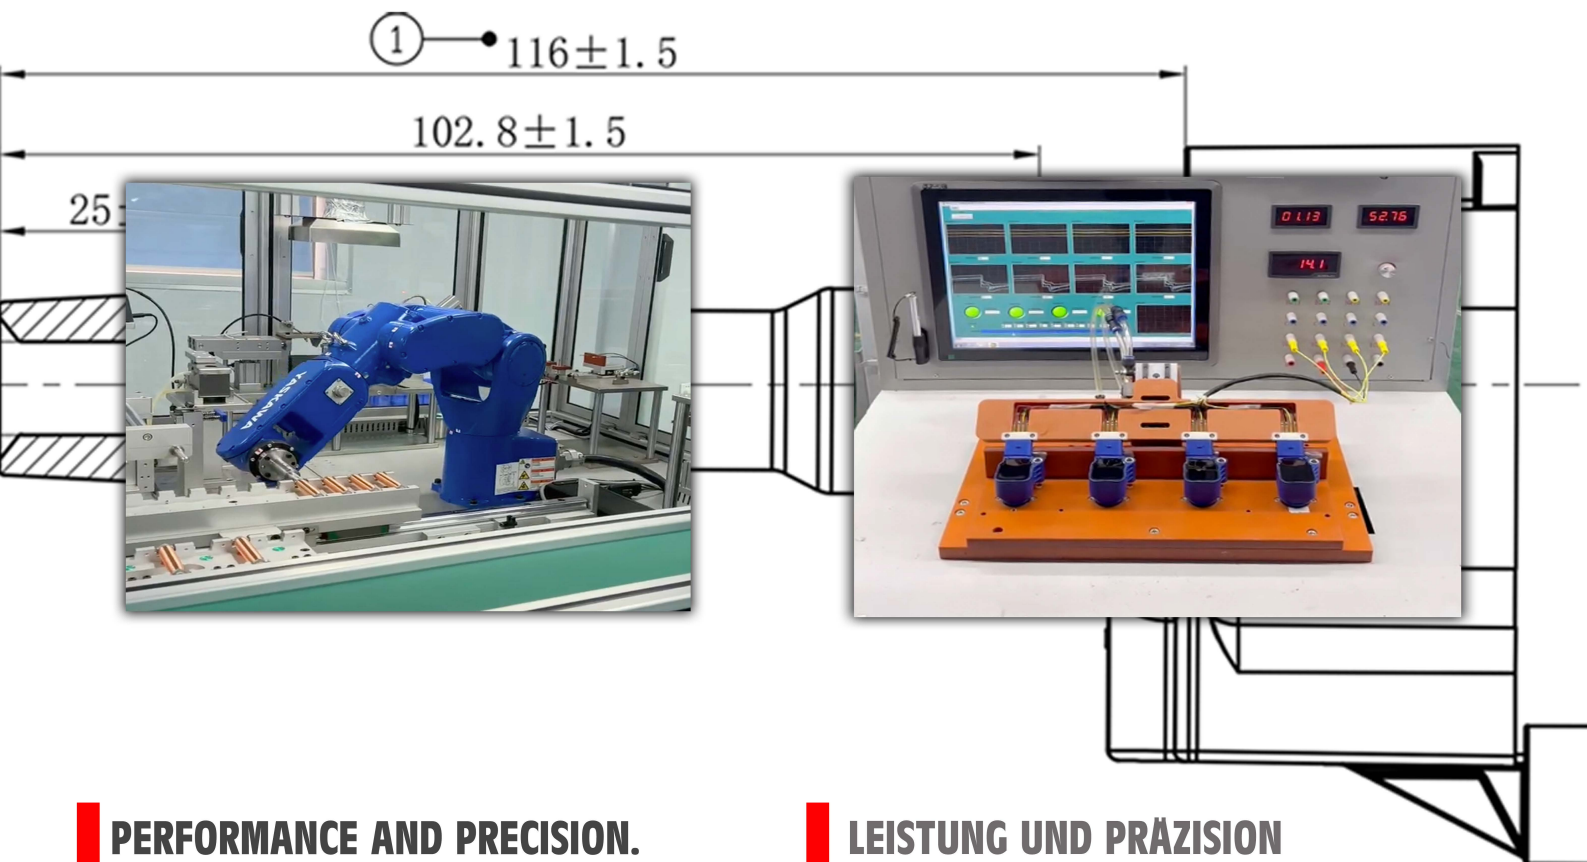 1
116±1.5
102.8±1.5
25
YASKAWA
01.13
52.76
14.1
PERFORMANCE AND PRECISION.
LEISTUNG UND PRÄZISION